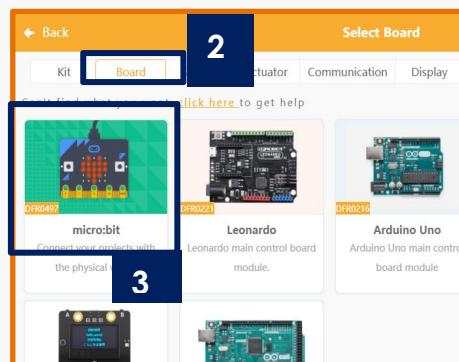 Back
Select Board
2
Kit
Board
ctuator
Communication
Display
click here to get help
DFR0497
DFR0221
DFR0216
micro:bit
Leonardo
Arduino Uno
Connect your projects with
the physical
Leonardo main control board
module.
Arduino Uno main contro
board module
3
A
B